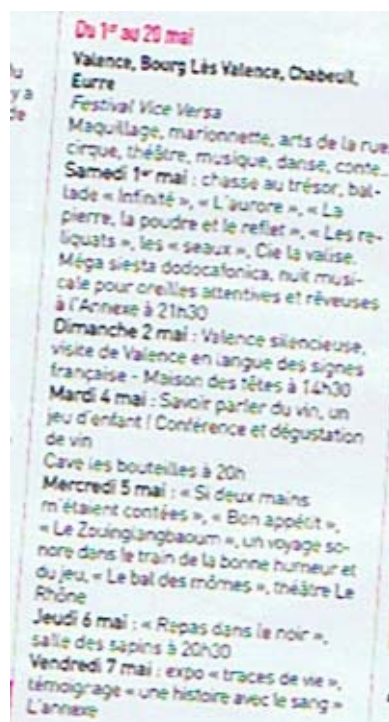 Du 1er au 20 mai
Valence, Bourg Lès Valence, Chabeuil,
Eurre
Festival Vice Versa
Maquillage, marionnette, arts de la rue
cirque, théâtre, musique, danse, conte...
Samedi 1er mai : chasse au trésor, bal-
lade « Infinité », « L'aurore », « La
pierre, la poudre et le reflet », « Les re-
liquats », les « seaux », Cie la valise.
Méga siesta dodocafonica, nuit musi-
cale pour oreilles attentives et rêveuses
à l'Annexe à 21h30
Dimanche 2 mai : Valence silencieuse,
visite de Valence en langue des signes
française - Maison des têtes à 14h30
Mardi 4 mai : Savoir parler du vin, un
jeu d'enfant ! Conférence et dégustation
de vin
Cave les bouteilles à 20h
Mercredi 5 mai : « Si deux mains
m'étaient contées », « Bon appétit »,
« Le Zouinglangbaoum », un voyage so-
nore dans le train de la bonne humeur et
du jeu, « Le bal des mômes », théâtre Le
Rhône
Jeudi 6 mai : « Repas dans le noir »,
salle des sapins à 20h30
Vendredi 7 mai : expo « traces de vie »,
témoignage « une histoire avec le sang »
L'annexe